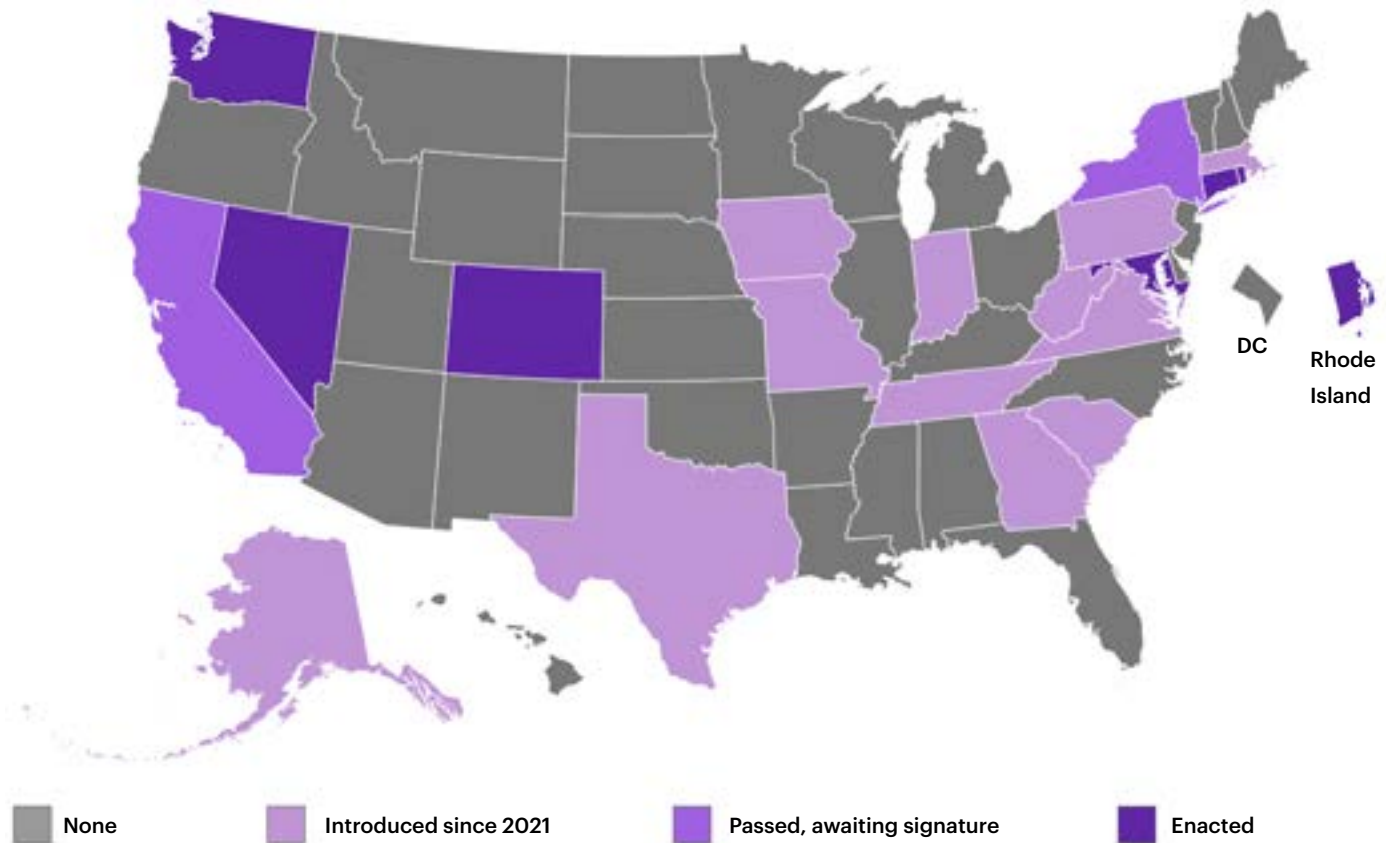 DC
Rhode
Island
None
Introduced since 2021
Passed, awaiting signature
Enacted